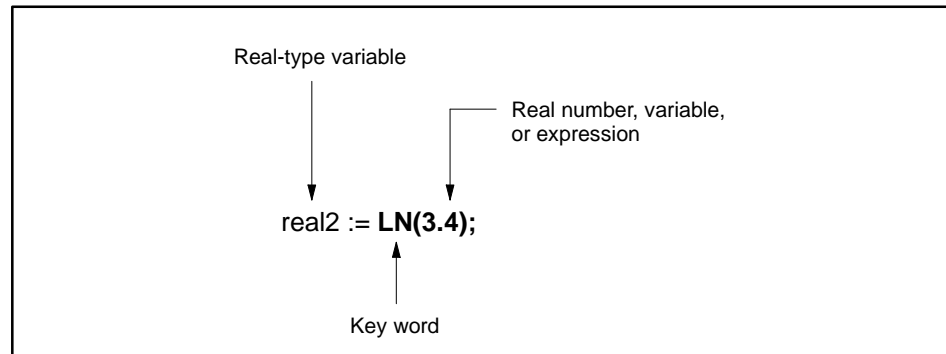 Real-type variable
Real number, variable,
or expression
real2 := LN(3.4);
Key word